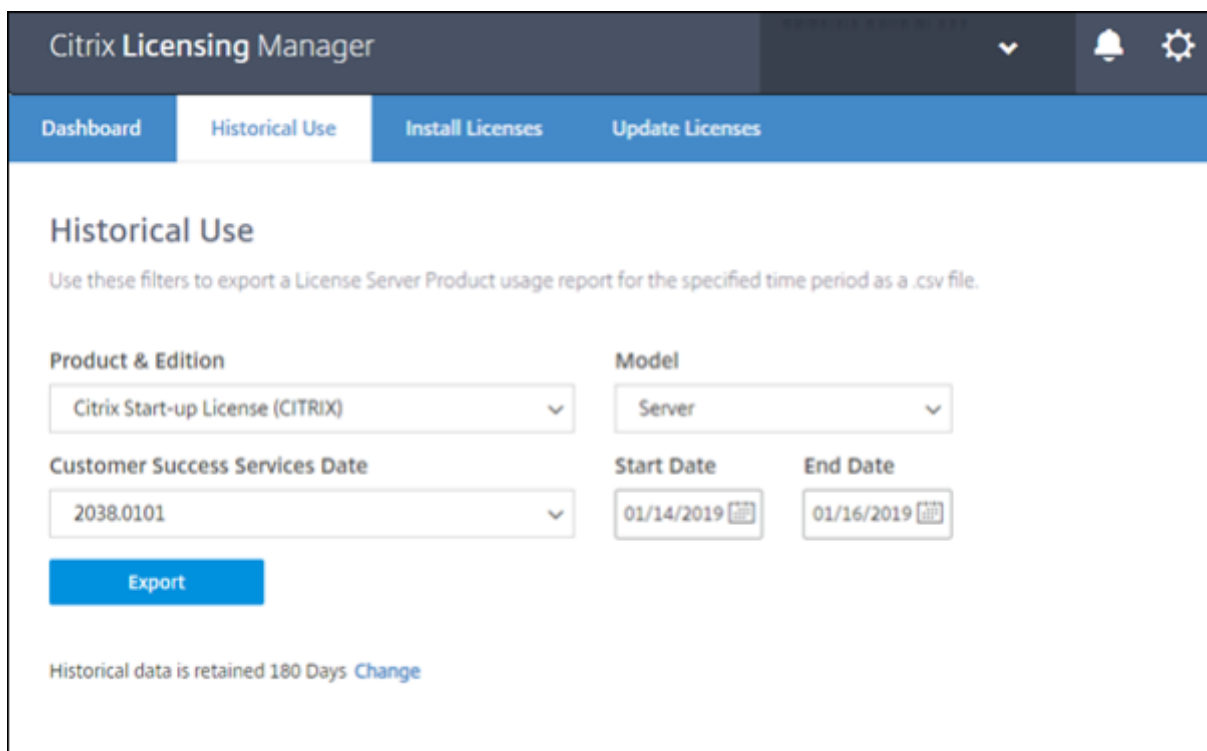 Citrix Licensing Manager
Dashboard Historical Use Install Licenses Update Licenses
Historical Use
Use these filters to export a License Server Product usage report for the specified time period as a .csv file.
Product & Edition Model
Citrix Start-up License (CITRIX) Server
Customer Success Services Date Start Date End Date
2038.0101 01/14/2019 01/16/2019
Export
Historical data is retained 180 Days Change